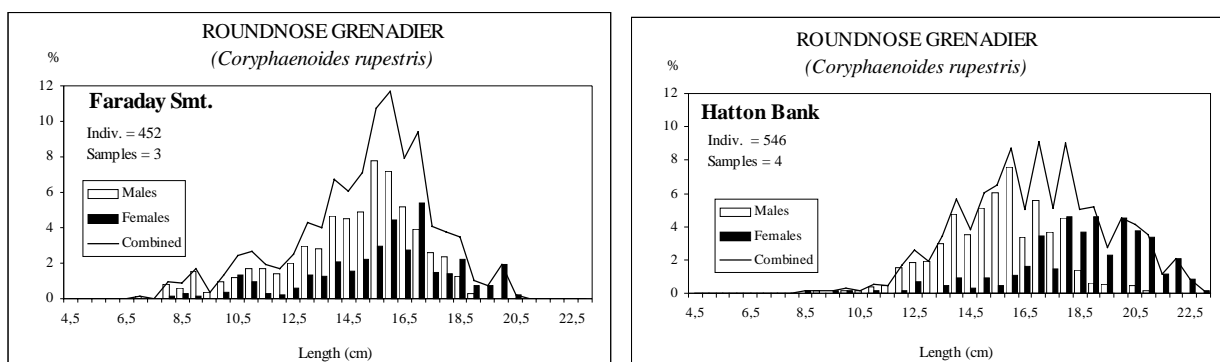 ROUNDNOSE GRENADIER
(Coryphaenoides rupestris)
%
12
Faraday Smt.
10
Indiv. = 452
Samples = 3
8
Males
6
Females
4
Combined
2
0
4,5 6,5 8,5 10,5 12,5 14,5 16,5 18,5 20,5 22,5
Length (cm)
ROUNDNOSE GRENADIER
(Coryphaenoides rupestris)
%
12
Hatton Bank
10
Indiv. = 546
8
Samples = 4
6
Males
4
Females
Combined
2
0
4,5 6,5 8,5 10,5 12,5 14,5 16,5 18,5 20,5 22,5
Length (cm)